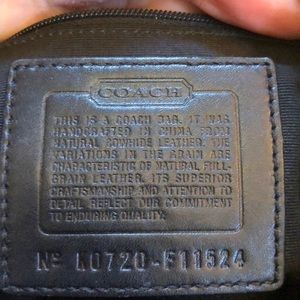 COACH
THIS IS A COACH BAG. IT WAS
HANDCRAFTED IN CHINA FROM
NATURAL COWHIDE LEATHER. THE
VARIATIONS IN THE GRAIN ARE
CHARACTERISTIC OF NATURAL FULL
GRAIN LEATHER. ITS SUPERIOR
CRAFTSMANSHIP AND ATTENTION TO
DETAIL REFLECT OUR COMMITMENT
TO ENDURING QUALITY.
Nº K0720-F11524